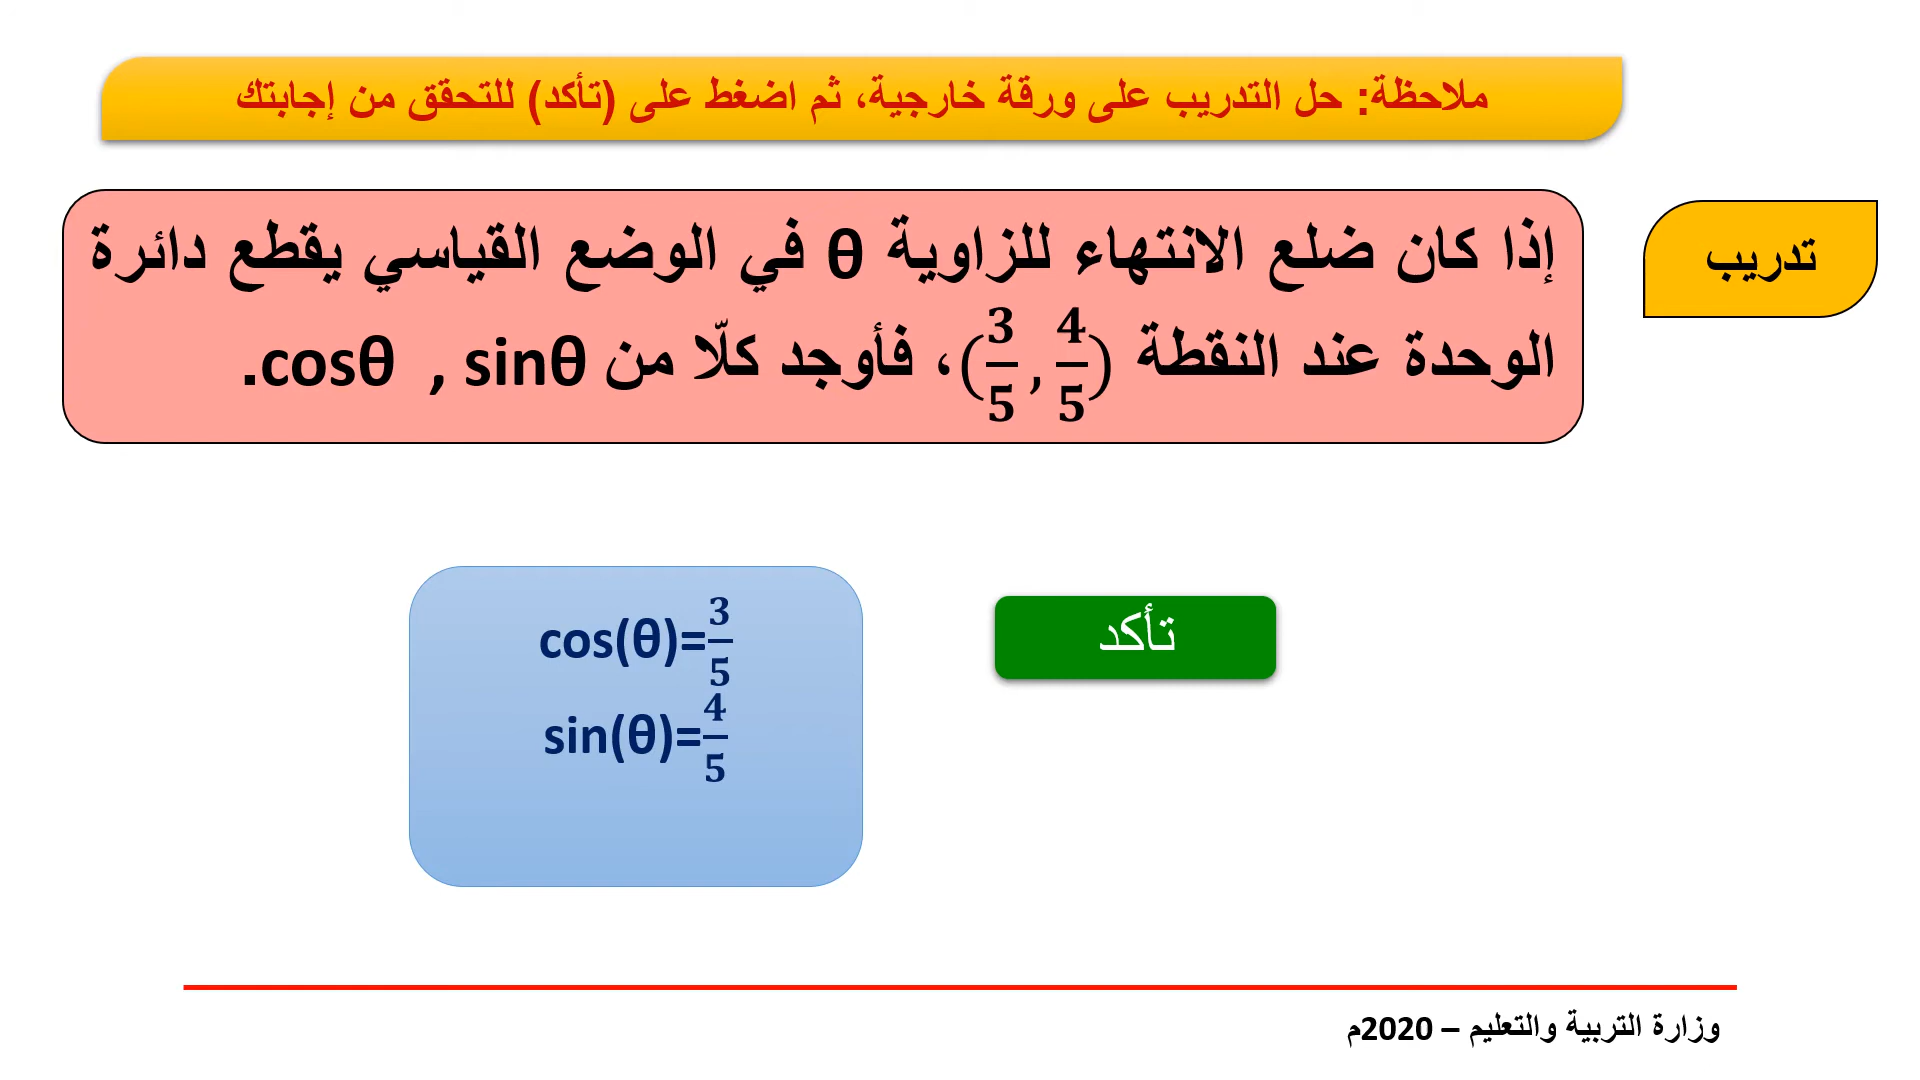 ملاحظة: حل التدريب على ورقة خارجية، ثم اضغط على (تأكد) للتحقق من إجابتك
تدريب
إذا كان ضلع الانتهاء للزاوية θ في الوضع القياسي يقطع دائرة
الوحدة عند النقطة (3/5 , 4/5)، فأوجد كلّا من cosθ , sinθ.
تأكد
cos(θ)=3/5
sin(θ)=4/5
وزارة التربية والتعليم – 2020م